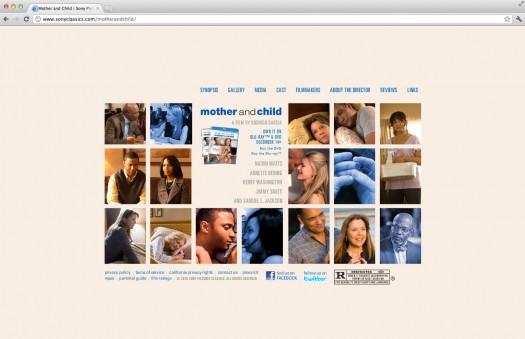 Mother and Child | Sony Pict
www.sonyclassics.com/motherandchild/
SYNOPSIS GALLERY MEDIA CAST FILMMAKERS ABOUT THE DIRECTOR REVIEWS LINKS
mother and child
A FILM BY RODRIGO GARCIA
OWN IT ON
BLU-RAY™ & DVD
DECEMBER 14th
Buy the DVD
Buy the Blu-ray™
NAOMI WATTS
ANNETTE BENING
KERRY WASHINGTON
JIMMY SMITS
AND SAMUEL L. JACKSON
privacy policy | terms of service | california privacy rights | contact us |
parental guide | film ratings | © 2010 SONY PICTURES CLASSICS. ALL RIGHTS RESERVED
find us on
FACEBOOK
follow us on
twitter
R RESTRICTED